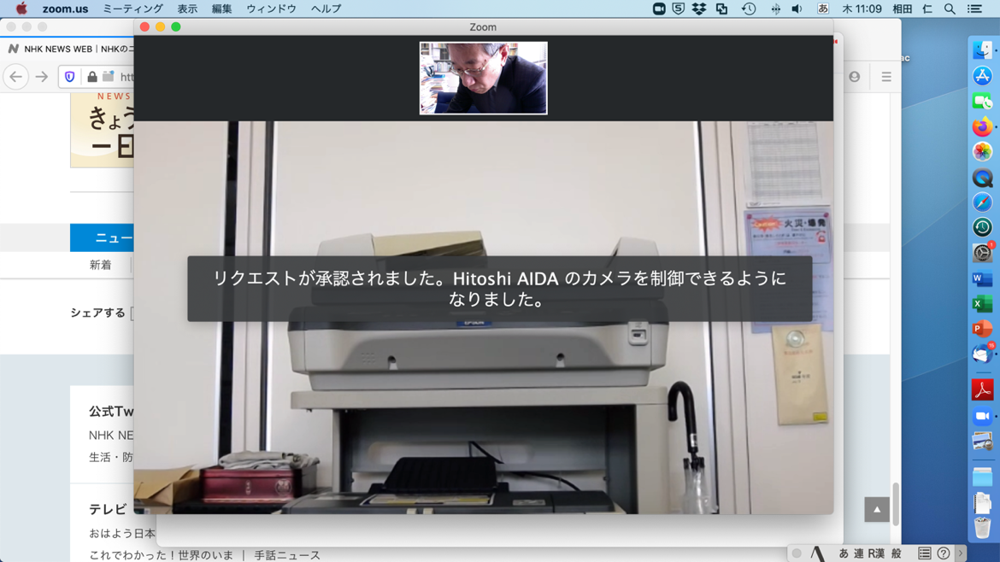 zoom.us ミーティング 表示 編集 ウィンドウ ヘルプ
木 11:09 相田 仁
Zoom
NHK NEWS WEB | NHKのニ
htt
NEWS
きょう
一日
ニュー
新着
シェアする
リクエストが承認されました。Hitoshi AIDA のカメラを制御できるように
なりました。
EPSON
火災・爆発
公式Tw
NHK NE
生活・防
テレビ
おはよう日本
これでわかった！世界のいま | 手話ニュース
あ 連 R漢 般